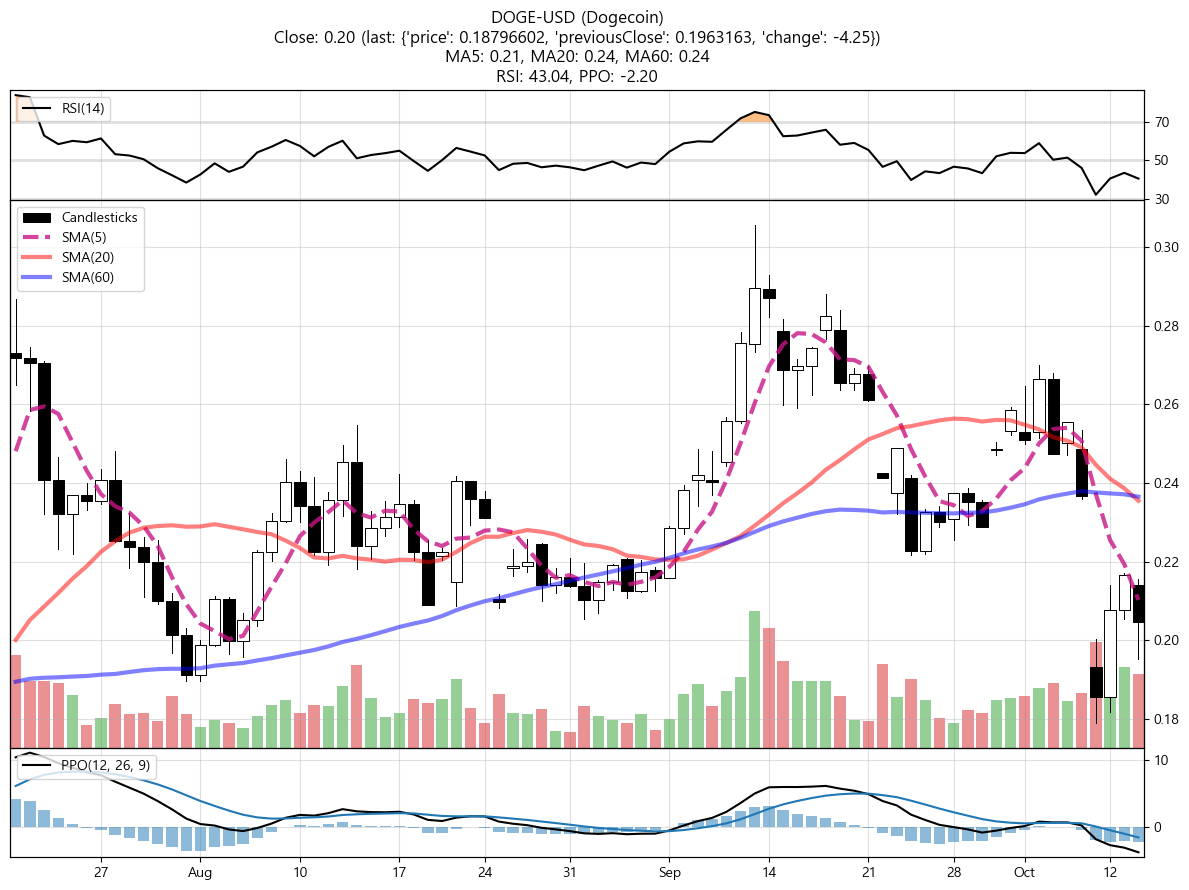 DOGE-USD (Dogecoin)
Close: 0.20 (last: {'price': 0.18796602, 'previousClose': 0.1963163, 'change': -4.25})
MA5: 0.21, MA20: 0.24, MA60: 0.24
RSI: 43.04, PPO: -2.20
RSI(14)
70
50
30
Candlesticks
SMA(5)
SMA(20)
SMA(60)
0.30
0.28
0.26
0.24
0.22
0.20
0.18
PPO(12, 26, 9)
10
0
27 Aug 10 17 24 31 Sep 14 21 28 Oct 12